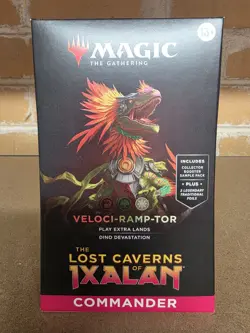 MAGIC
THE GATHERING
INCLUDES
COLLECTOR
BOOSTER
SAMPLE PACK
PLUS
2 LEGENDARY
TRADITIONAL
FOILS
VELOCI-RAMP-TOR
PLAY EXTRA LANDS
DINO DEVASTATION
THE
LOST CAVERNS
OF
IXALAN
COMMANDER